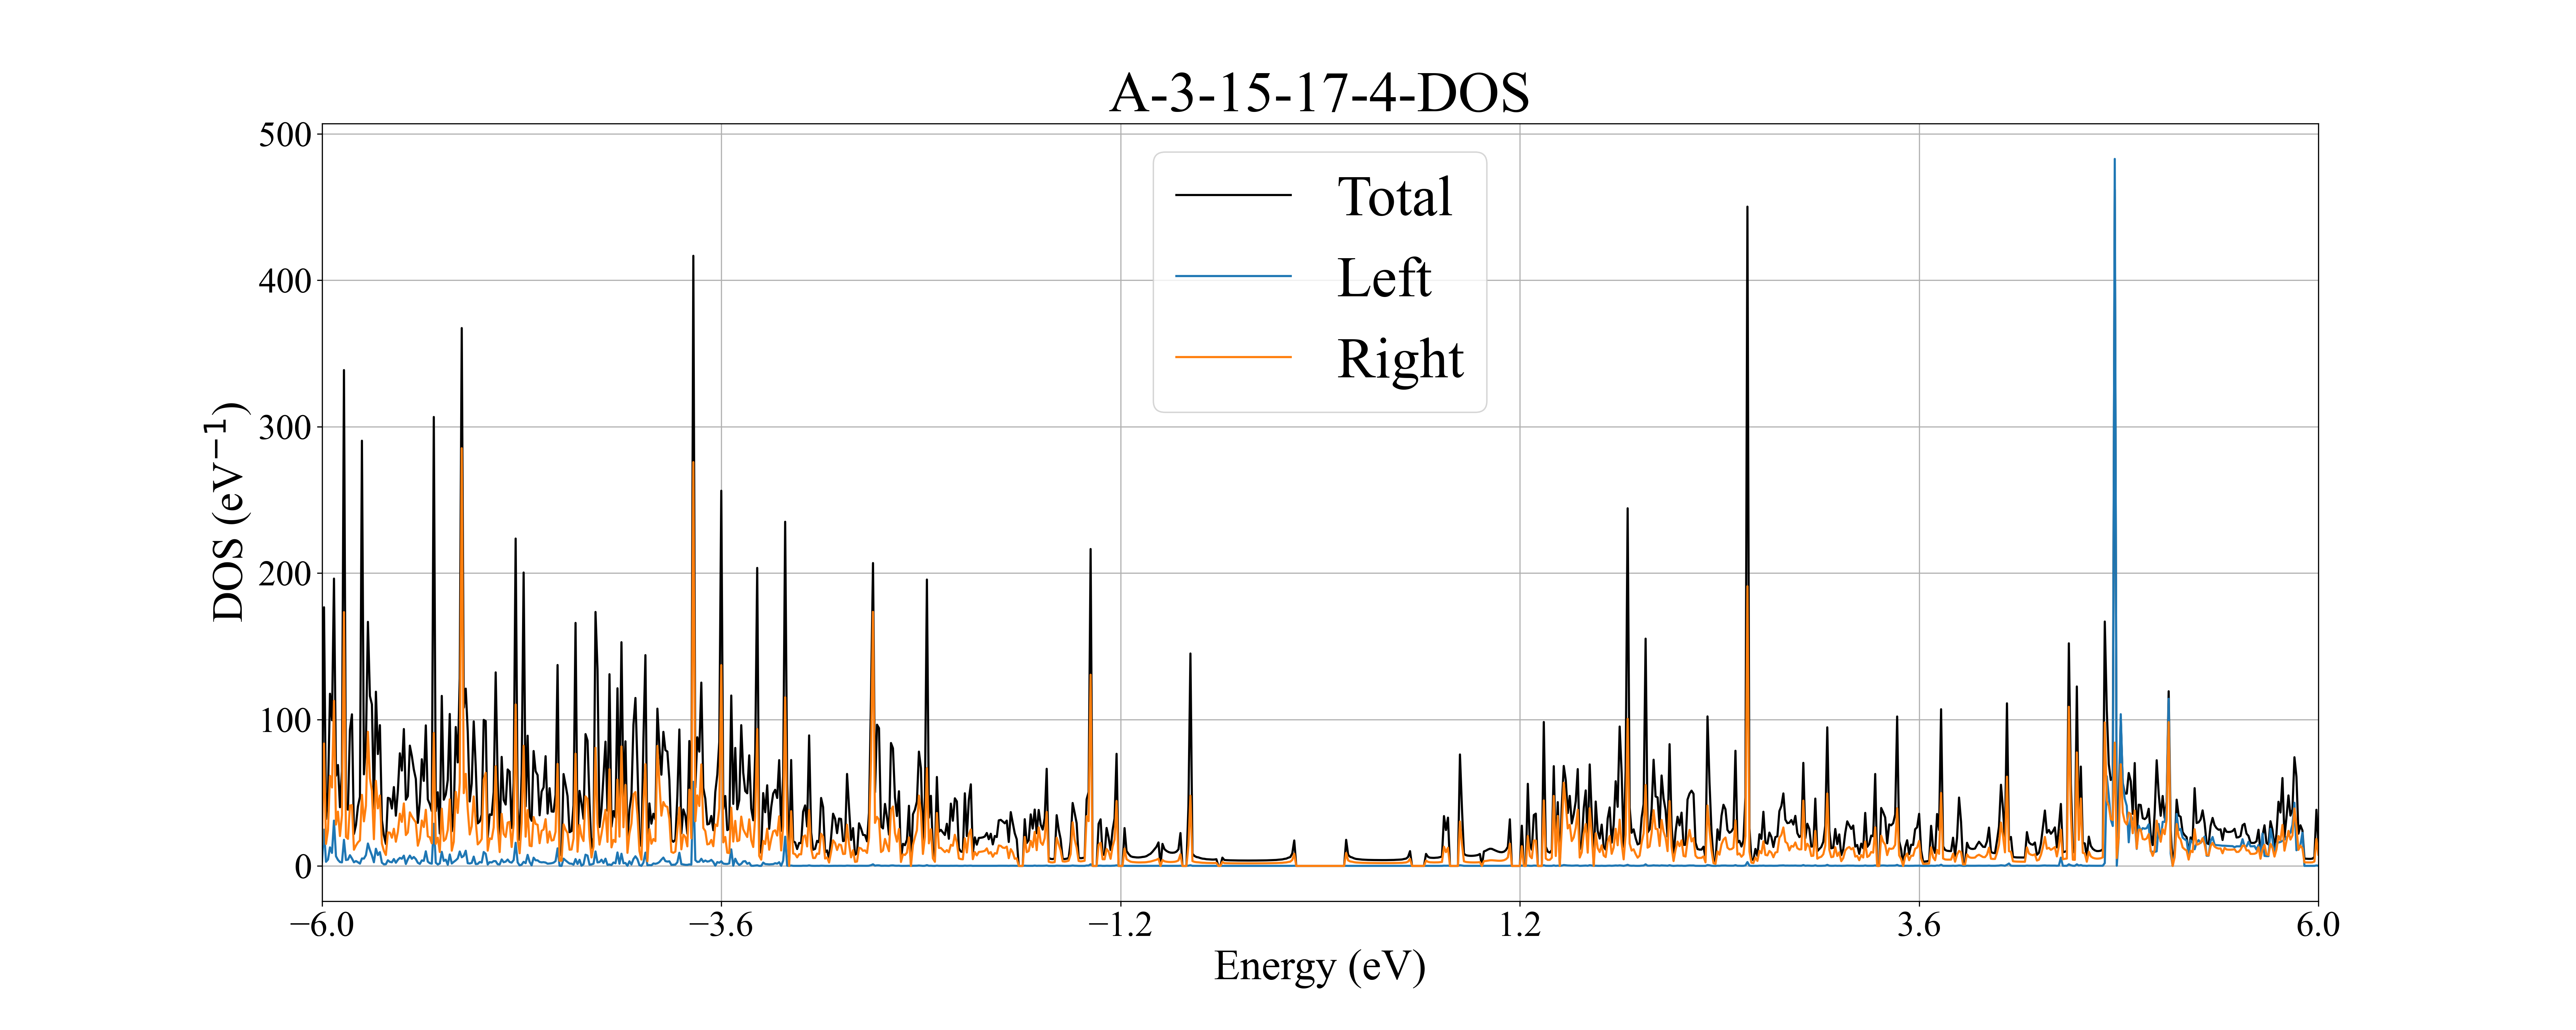 A-3-15-17-4-DOS
500
400
300
200
100
0
DOS (eV⁻¹)
Total
Left
Right
−6.0
−3.6
−1.2
1.2
3.6
6.0
Energy (eV)